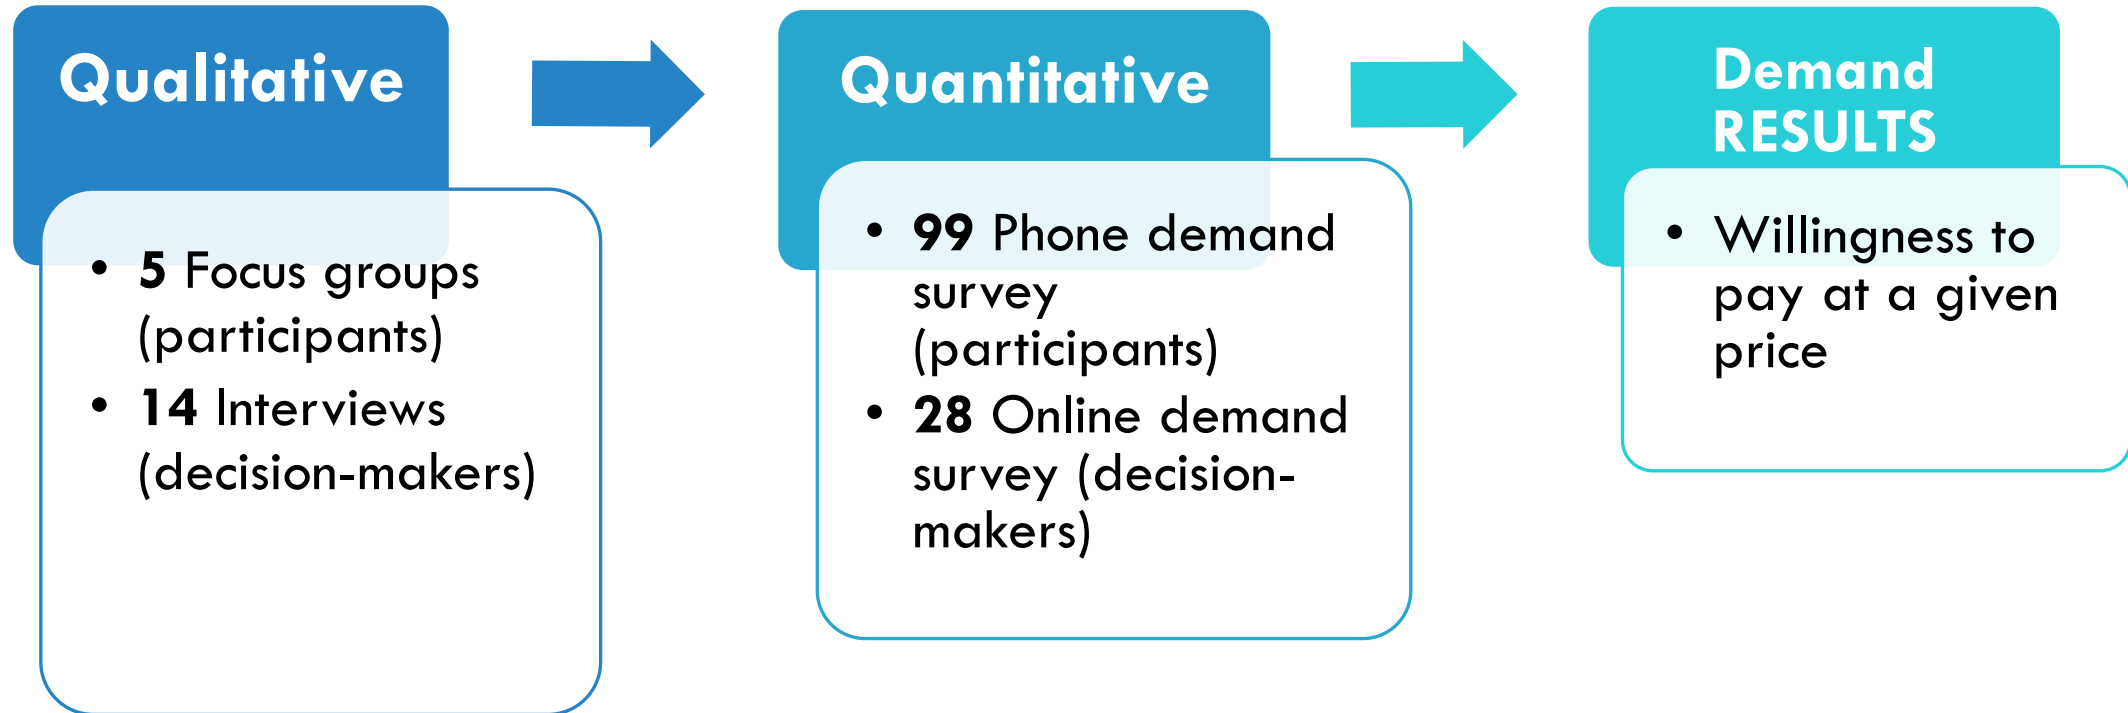 Qualitative
• 5 Focus groups
(participants)
• 14 Interviews
(decision-makers)
Quantitative
• 99 Phone demand
survey
(participants)
• 28 Online demand
survey (decision-
makers)
Demand
RESULTS
• Willingness to
pay at a given
price